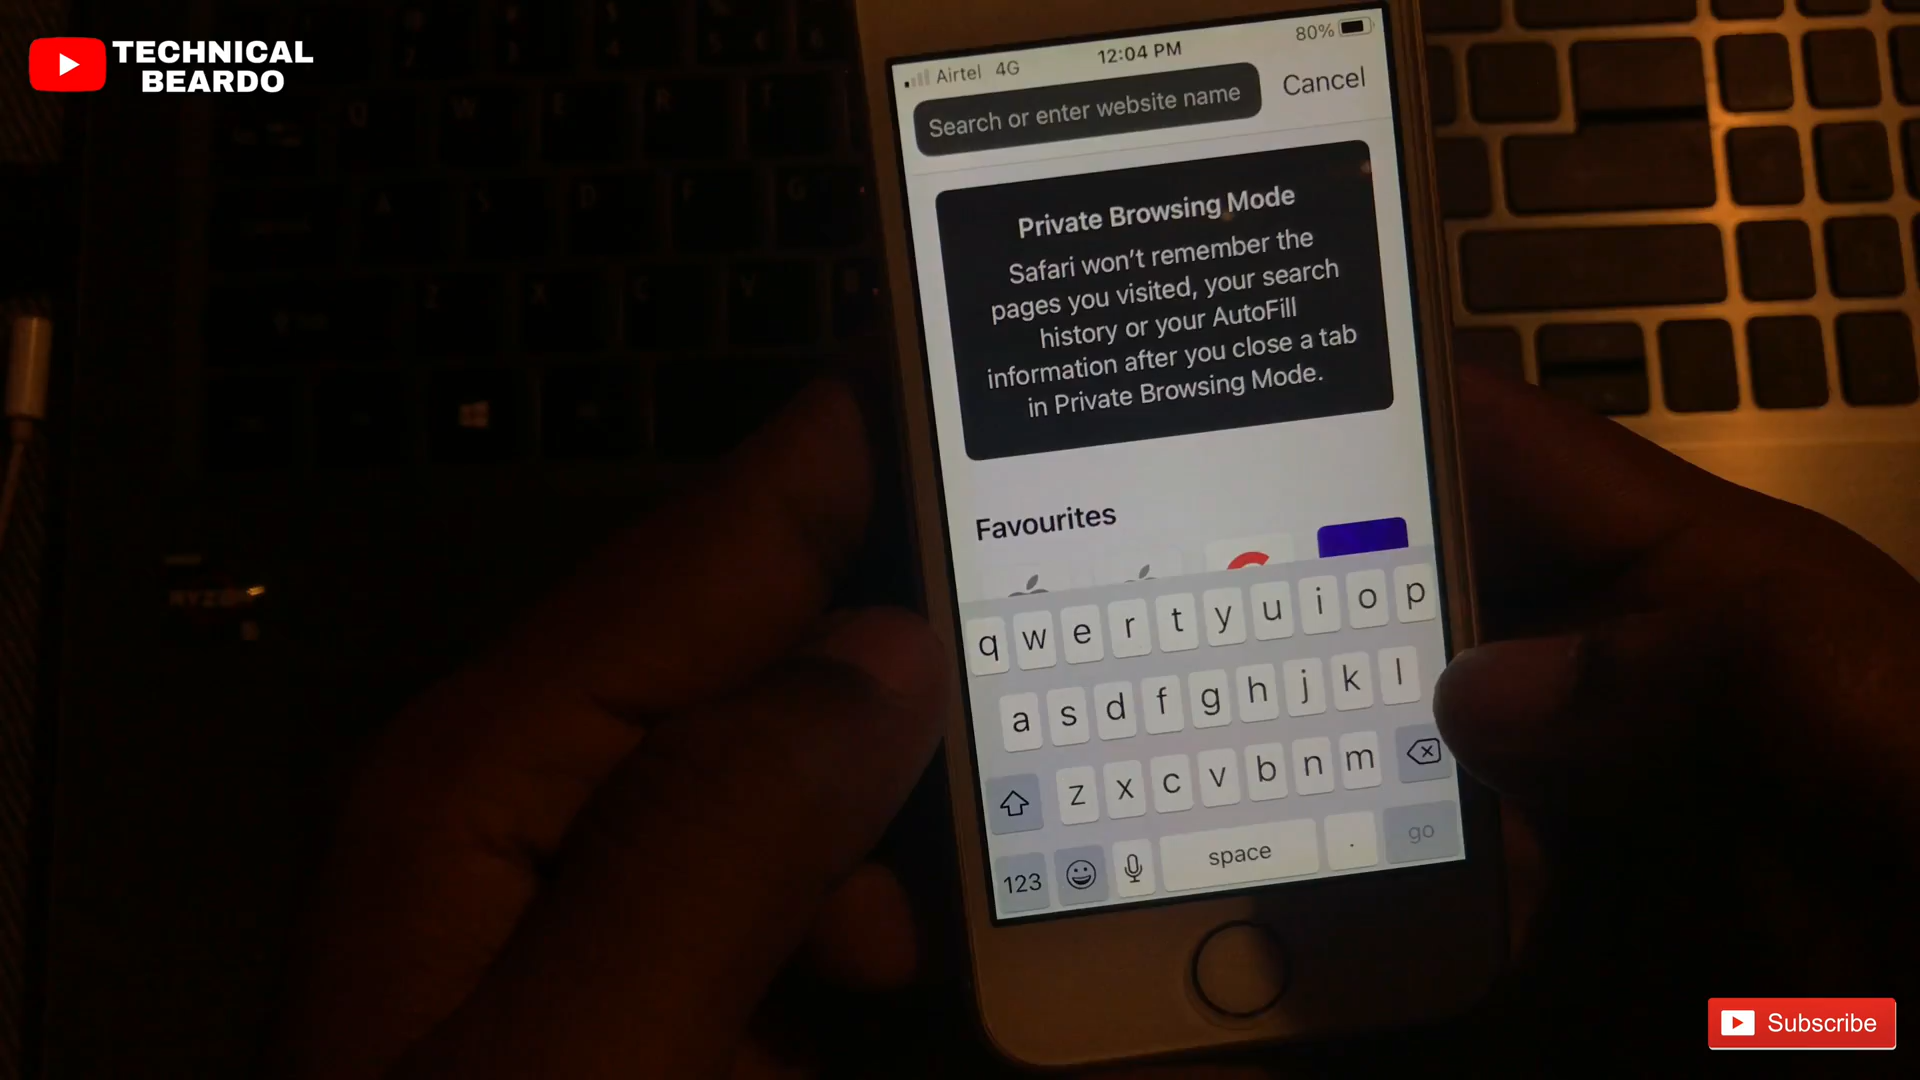 TECHNICAL
BEARDO
Airtel 4G 12:04 PM 80%
Search or enter website name Cancel
Private Browsing Mode
Safari won't remember the
pages you visited, your search
history or your AutoFill
information after you close a tab
in Private Browsing Mode.
Favourites
q w e r t y u i o p
a s d f g h j k l
z x c v b n m
123 space . go
RYZEN
Subscribe